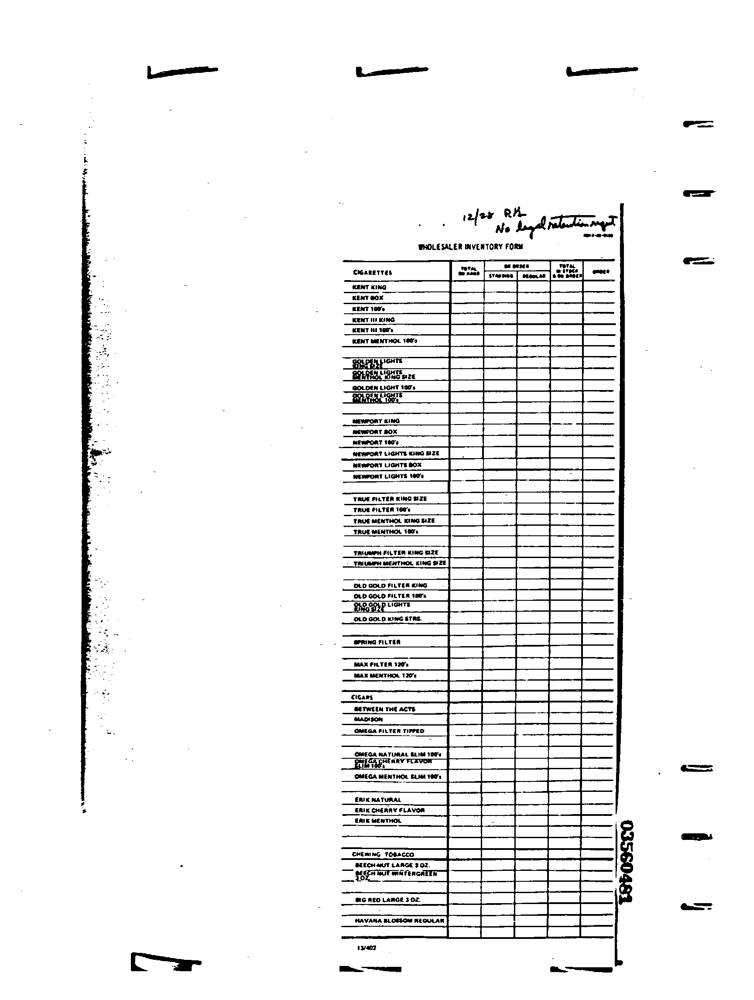 12/28 RH
No legal retention reqmt
WHOLESALER INVENTORY FORM
CIGARETTES
TOTAL ON HAND
ON ORDER
STANDING
REGULAR
TOTAL IN STOCK & ON ORDER
ORDER
KENT KING
KENT BOX
KENT 100's
KENT III KING
KENT III 100's
KENT MENTHOL 100's
GOLDEN LIGHTS
KING SIZE
GOLDEN LIGHTS
MENTHOL KING SIZE
GOLDEN LIGHT 100's
GOLDEN LIGHTS
MENTHOL 100's
NEWPORT KING
NEWPORT BOX
NEWPORT 100's
NEWPORT LIGHTS KING SIZE
NEWPORT LIGHTS BOX
NEWPORT LIGHTS 100's
TRUE FILTER KING SIZE
TRUE FILTER 100's
TRUE MENTHOL KING SIZE
TRUE MENTHOL 100's
TRIUMPH FILTER KING SIZE
TRIUMPH MENTHOL KING SIZE
OLD GOLD FILTER KING
OLD GOLD FILTER 100's
OLD GOLD LIGHTS
KING SIZE
OLD GOLD KING STRS.
SPRING FILTER
MAX FILTER 120's
MAX MENTHOL 120's
CIGARS
BETWEEN THE ACTS
MADISON
OMEGA FILTER TIPPED
OMEGA NATURAL SLIM 100's
OMEGA CHERRY FLAVOR
SLIM 100's
OMEGA MENTHOL SLIM 100's
ERIK NATURAL
ERIK CHERRY FLAVOR
ERIK MENTHOL
CHEWING TOBACCO
BEECH-NUT LARGE 3 OZ.
BEECH NUT WINTERGREEN
3 OZ.
BIG RED LARGE 3 OZ.
HAVANA BLOSSOM REGULAR
13/402
03560481